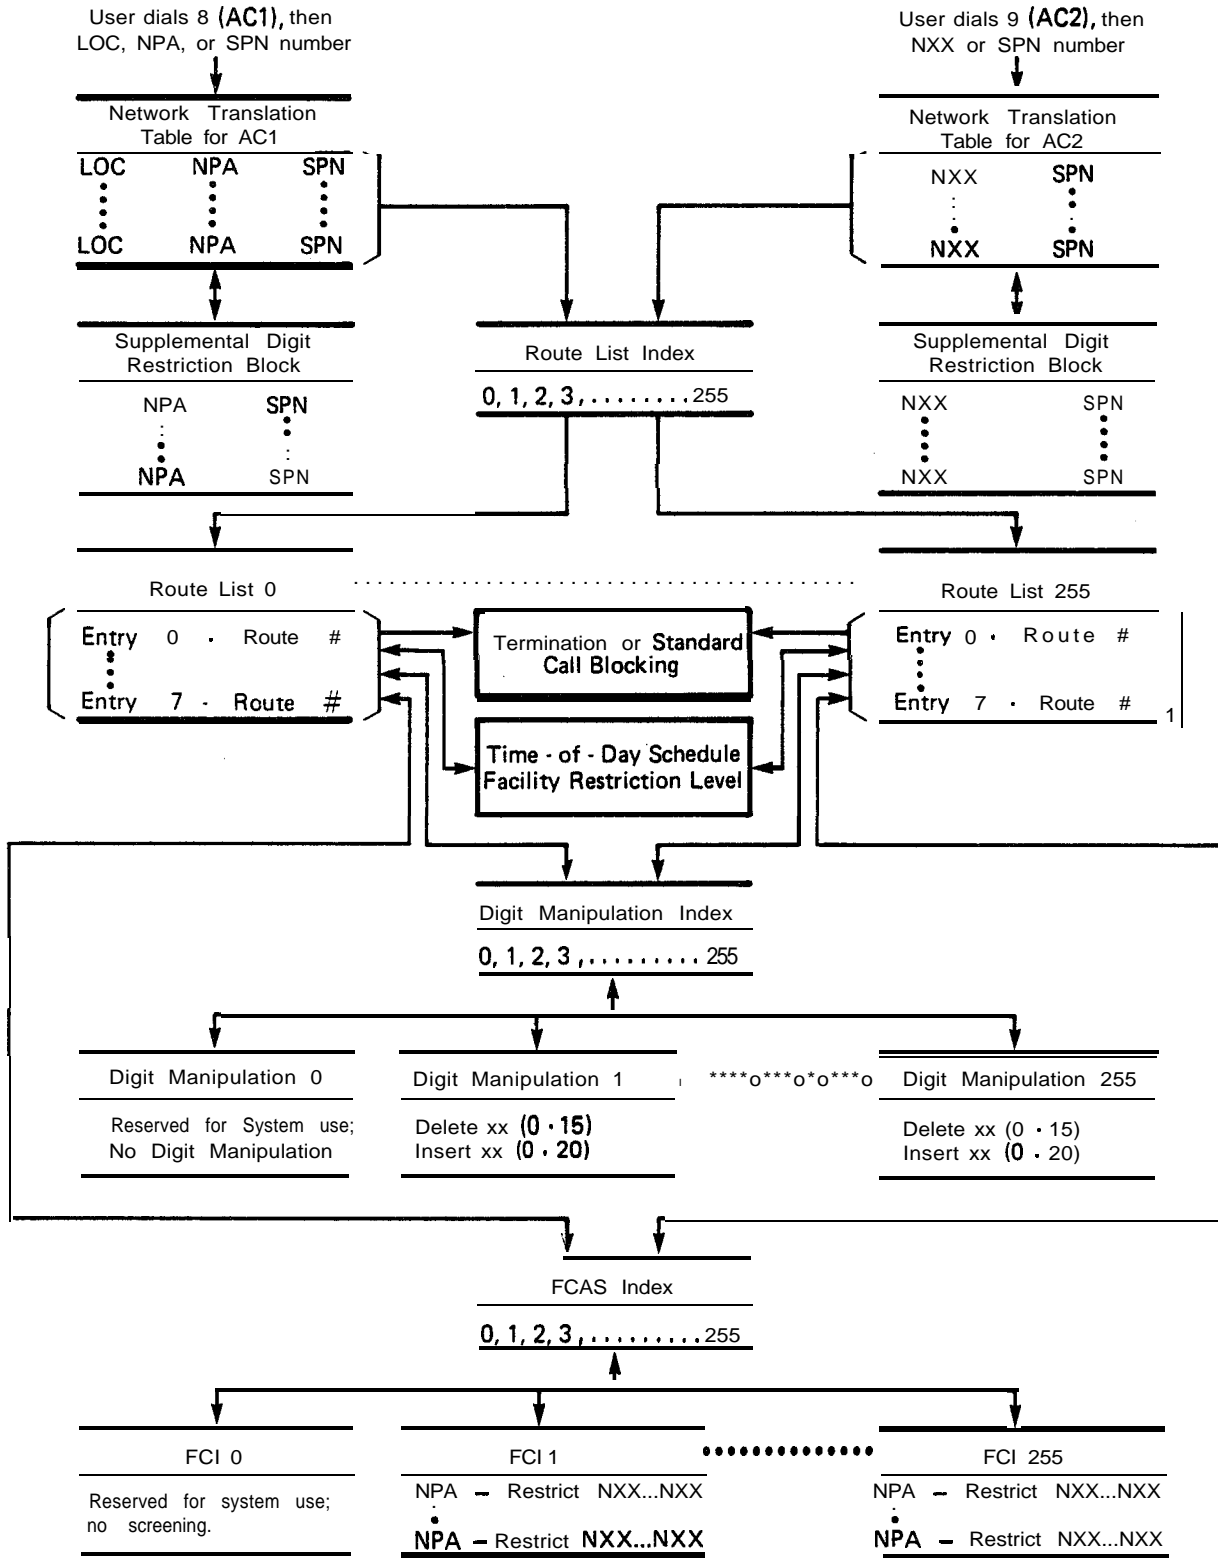 User dials 8 (AC1), then
LOC, NPA, or SPN number
User dials 9 (AC2), then
NXX or SPN number
Network Translation
Table for AC1
LOC NPA SPN
LOC NPA SPN
Network Translation
Table for AC2
NXX SPN
NXX SPN
Supplemental Digit
Restriction Block
NPA SPN
NPA SPN
Route List Index
0, 1, 2, 3, ........ 255
Supplemental Digit
Restriction Block
NXX SPN
NXX SPN
Route List 0
Entry 0 · Route #
Entry 7 - Route #
Termination or Standard
Call Blocking
Time - of - Day Schedule
Facility Restriction Level
Route List 255
Entry 0 · Route #
Entry 7 · Route #
1
Digit Manipulation Index
0, 1, 2, 3 ,......... 255
Digit Manipulation 0
Reserved for System use;
No Digit Manipulation
Digit Manipulation 1
Delete xx (0 · 15)
Insert xx (0 · 20)
****o***o*o***o
Digit Manipulation 255
Delete xx (0 · 15)
Insert xx (0 · 20)
FCAS Index
0, 1, 2, 3 ,......... 255
FCI 0
Reserved for system use;
no screening.
FCI 1
NPA – Restrict NXX...NXX
NPA – Restrict NXX...NXX
FCI 255
NPA – Restrict NXX...NXX
NPA – Restrict NXX...NXX